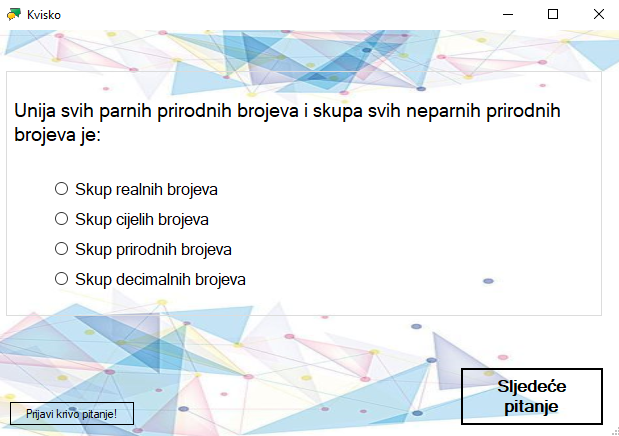 Kvisko
Unija svih parnih prirodnih brojeva i skupa svih neparnih prirodnih
brojeva je:
Skup realnih brojeva
Skup cijelih brojeva
Skup prirodnih brojeva
Skup decimalnih brojeva
Sljedeće
pitanje
Prijavi krivo pitanje!